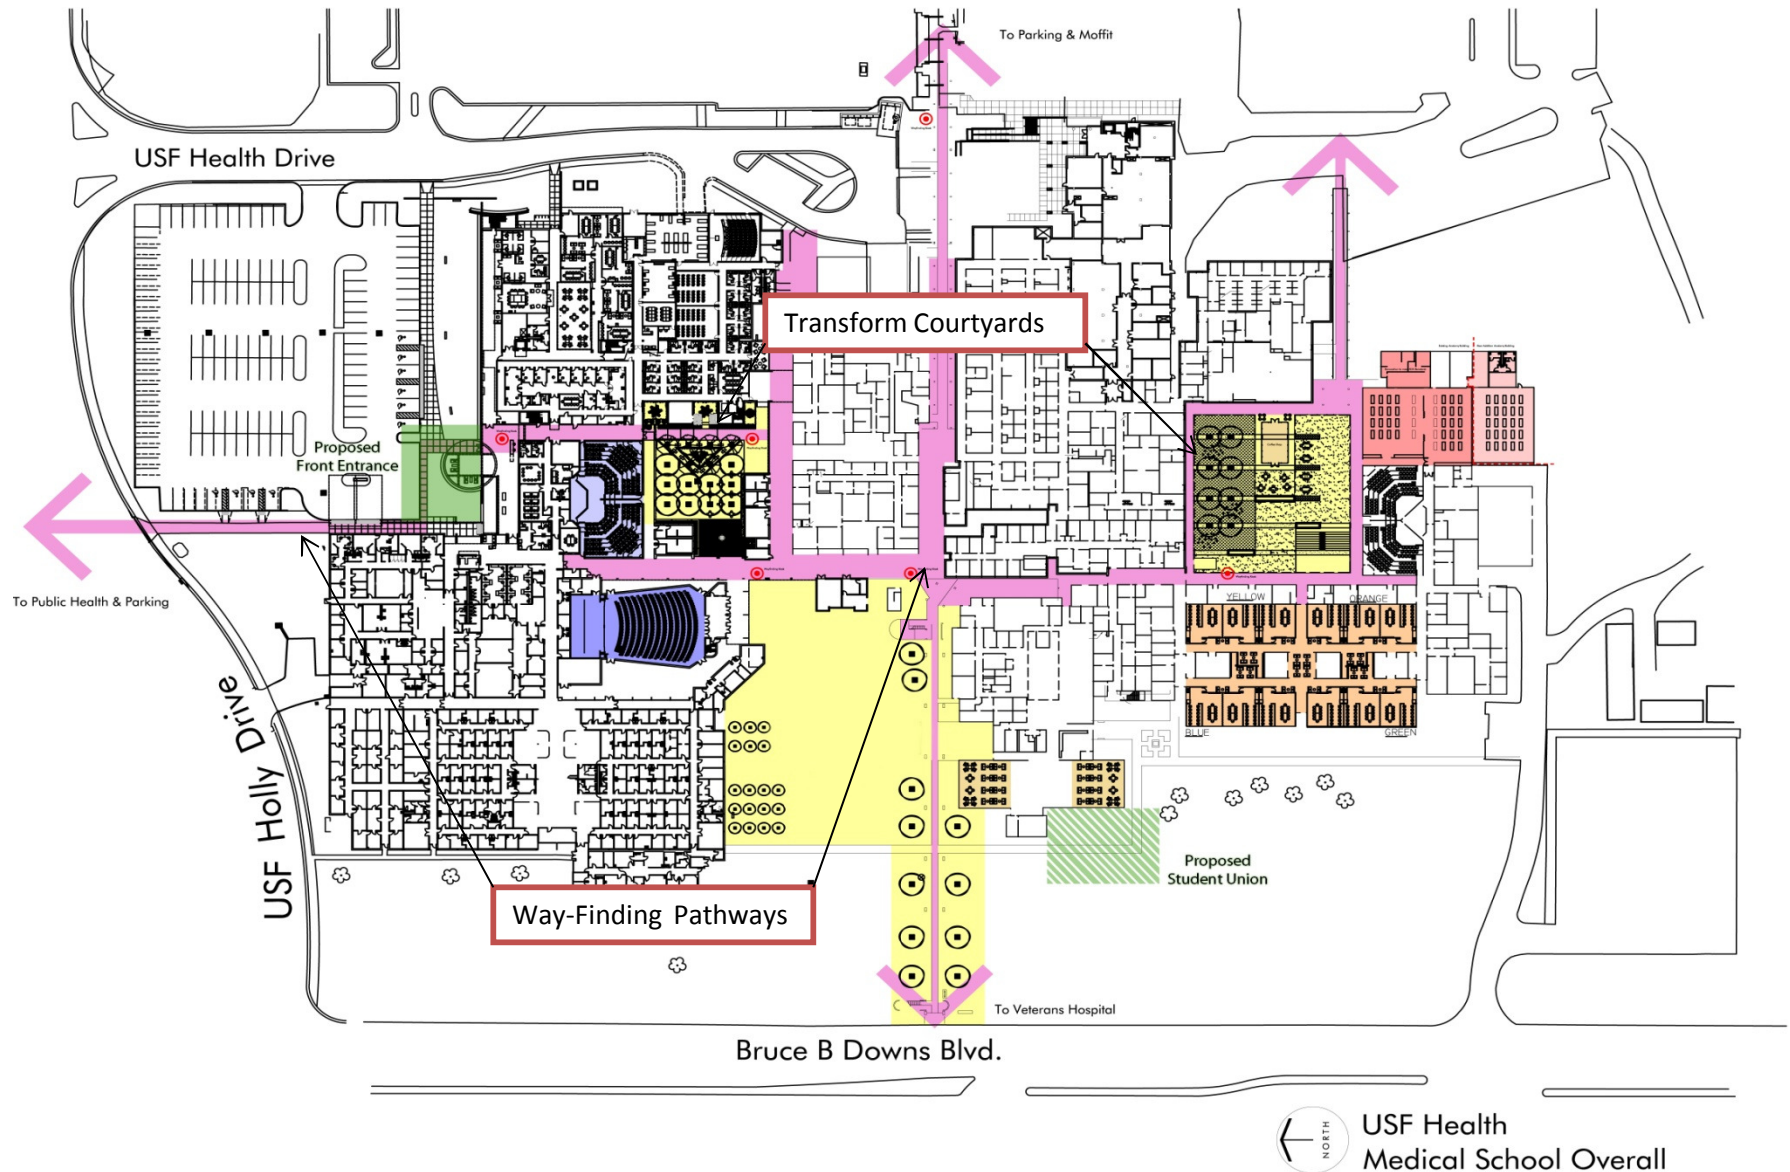 To Parking & Moffit
USF Health Drive
Transform Courtyards
Proposed
Front Entrance
To Public Health & Parking
YELLOW
ORANGE
BLUE
GREEN
USF Holly Drive
Proposed
Student Union
Way-Finding Pathways
To Veterans Hospital
Bruce B Downs Blvd.
NORTH
USF Health
Medical School Overall